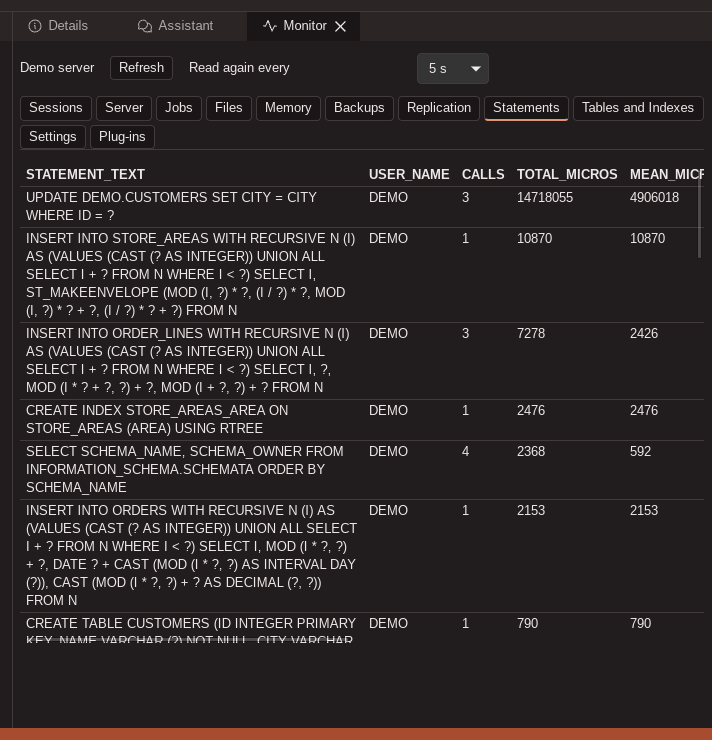 Details
Assistant
Monitor
Demo server
Refresh
Read again every
5 s
Sessions
Server
Jobs
Files
Memory
Backups
Replication
Statements
Tables and Indexes
Settings
Plug-ins
STATEMENT_TEXT USER_NAME CALLS TOTAL_MICROS MEAN_MICR
UPDATE DEMO.CUSTOMERS SET CITY = CITY DEMO 3 14718055 4906018
WHERE ID = ?
INSERT INTO STORE_AREAS WITH RECURSIVE N (I) DEMO 1 10870 10870
AS (VALUES (CAST (? AS INTEGER)) UNION ALL
SELECT I + ? FROM N WHERE I < ?) SELECT I,
ST_MAKEENVELOPE (MOD (I, ?) * ?, (I / ?) * ?, MOD
(I, ?) * ? + ?, (I / ?) * ? + ?) FROM N
INSERT INTO ORDER_LINES WITH RECURSIVE N (I) DEMO 3 7278 2426
AS (VALUES (CAST (? AS INTEGER)) UNION ALL
SELECT I + ? FROM N WHERE I < ?) SELECT I, ?,
MOD (I * ? + ?, ?) + ?, MOD (I + ?, ?) + ? FROM N
CREATE INDEX STORE_AREAS_AREA ON DEMO 1 2476 2476
STORE_AREAS (AREA) USING RTREE
SELECT SCHEMA_NAME, SCHEMA_OWNER FROM DEMO 4 2368 592
INFORMATION_SCHEMA.SCHEMATA ORDER BY
SCHEMA_NAME
INSERT INTO ORDERS WITH RECURSIVE N (I) AS DEMO 1 2153 2153
(VALUES (CAST (? AS INTEGER)) UNION ALL SELECT
I + ? FROM N WHERE I < ?) SELECT I, MOD (I * ?, ?)
+ ?, DATE ? + CAST (MOD (I * ?, ?) AS INTERVAL DAY
(?)), CAST (MOD (I * ?, ?) + ? AS DECIMAL (?, ?))
FROM N
CREATE TABLE CUSTOMERS (ID INTEGER PRIMARY DEMO 1 790 790
KEY, NAME VARCHAR (?) NOT NULL, CITY VARCHAR